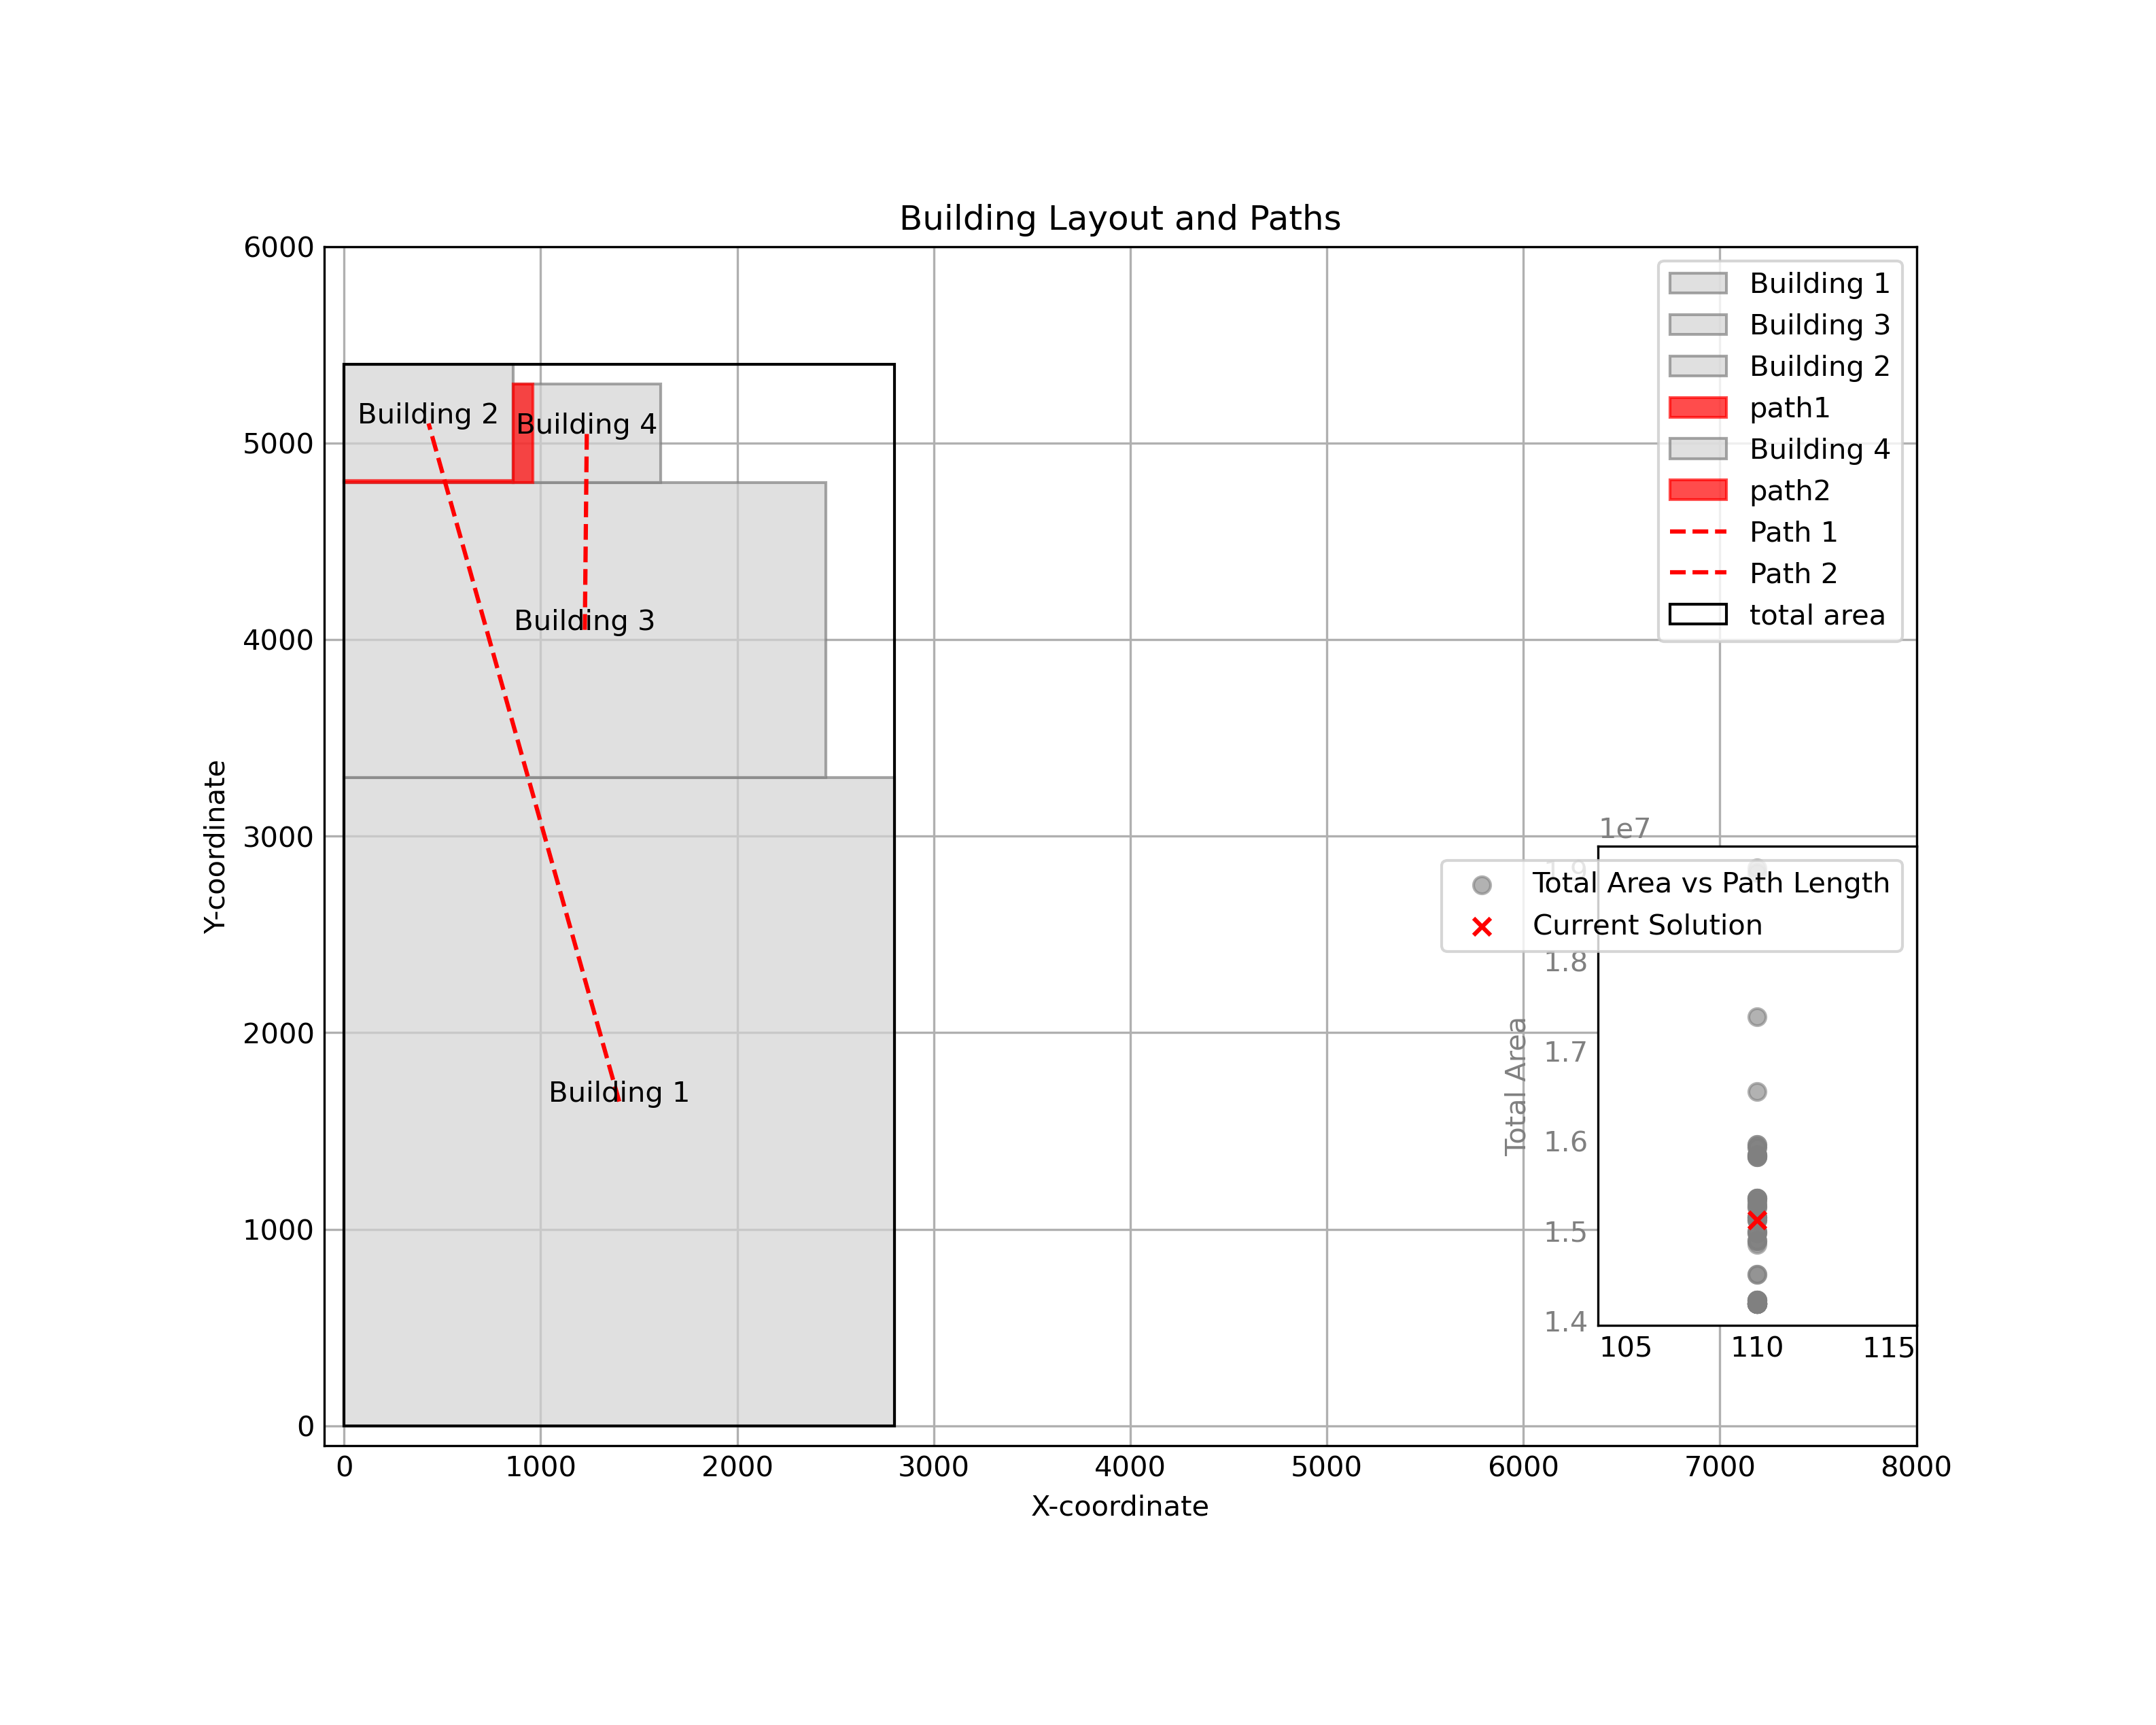 Building Layout and Paths
6000
5000
4000
3000
2000
1000
0
Y-coordinate
0
1000
2000
3000
4000
5000
6000
7000
8000
X-coordinate
Building 2
Building 4
Building 3
Building 1
Building 1
Building 3
Building 2
path1
Building 4
path2
Path 1
Path 2
total area
1e7
1.9
1.8
1.7
1.6
1.5
1.4
Total Area
Total Area vs Path Length
Current Solution
105
110
115